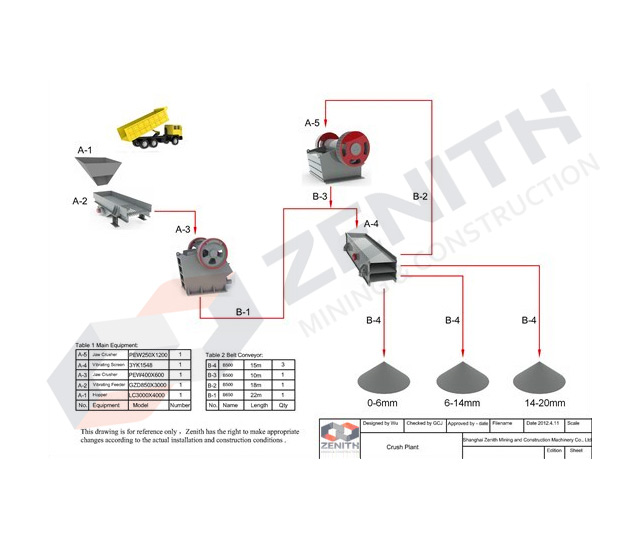 A-1
A-2
A-3
A-5
B-3
A-4
B-2
B-1
B-4 B-4 B-4
0-6mm 6-14mm 14-20mm
ZENITH
MINING & CONSTRUCTION
Table 1 Main Equipment:
A-5 Jaw Crusher PEW250X1200 1
A-4 Vibrating Screen 3YK1548 1
A-3 Jaw Crusher PEW400X600 1
A-2 Vibrating Feeder GZD850X3000 1
A-1 Hopper LC3000X4000 1
No. Equipment Model Number
Table 2 Belt Conveyor:
B-4 B500 15m 3
B-3 B500 10m 1
B-2 B500 18m 1
B-1 B650 22m 1
No. Name Length Qty
This drawing is for reference only , Zenith has the right to make appropriate
changes according to the actual installation and construction conditions .
ZENITH
Designed by Wu Checked by GCJ Approved by - date Filename Date 2012.4.11 Scale
Crush Plant
Shanghai Zenith Mining and Construction Machinery Co., Ltd
Edition Sheet